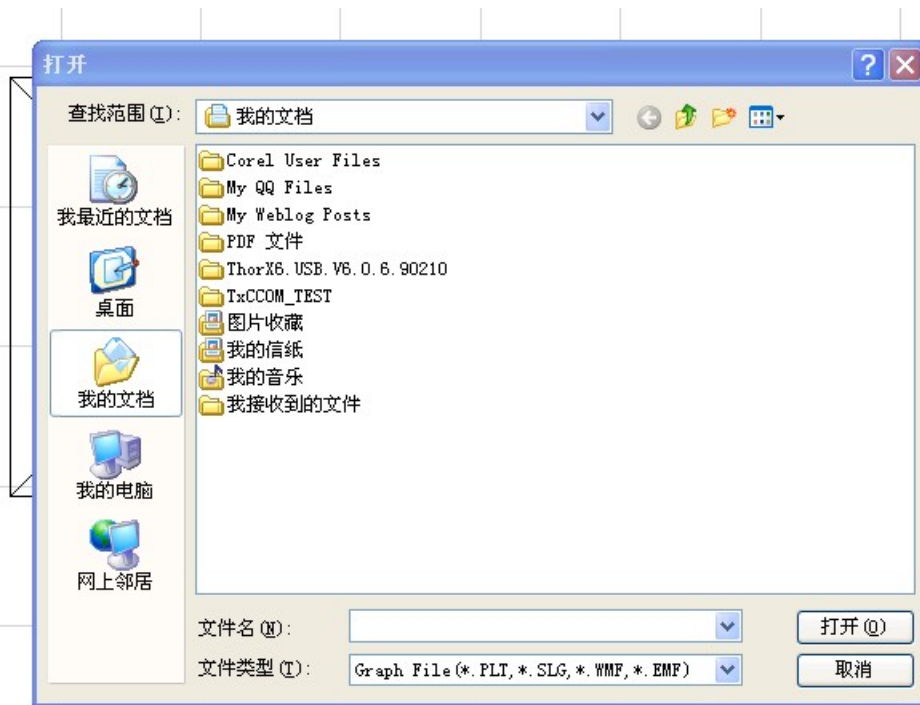 打开
查找范围(I): 我的文档
我最近的文档
桌面
我的文档
我的电脑
网上邻居
Corel User Files
My QQ Files
My Weblog Posts
PDF 文件
ThorX6.USB.V6.0.6.90210
TxCCOM_TEST
图片收藏
我的信纸
我的音乐
我接收到的文件
文件名(N): 打开(O)
文件类型(T): Graph File(*.PLT,*.SLG,*.WMF,*.EMF) 取消